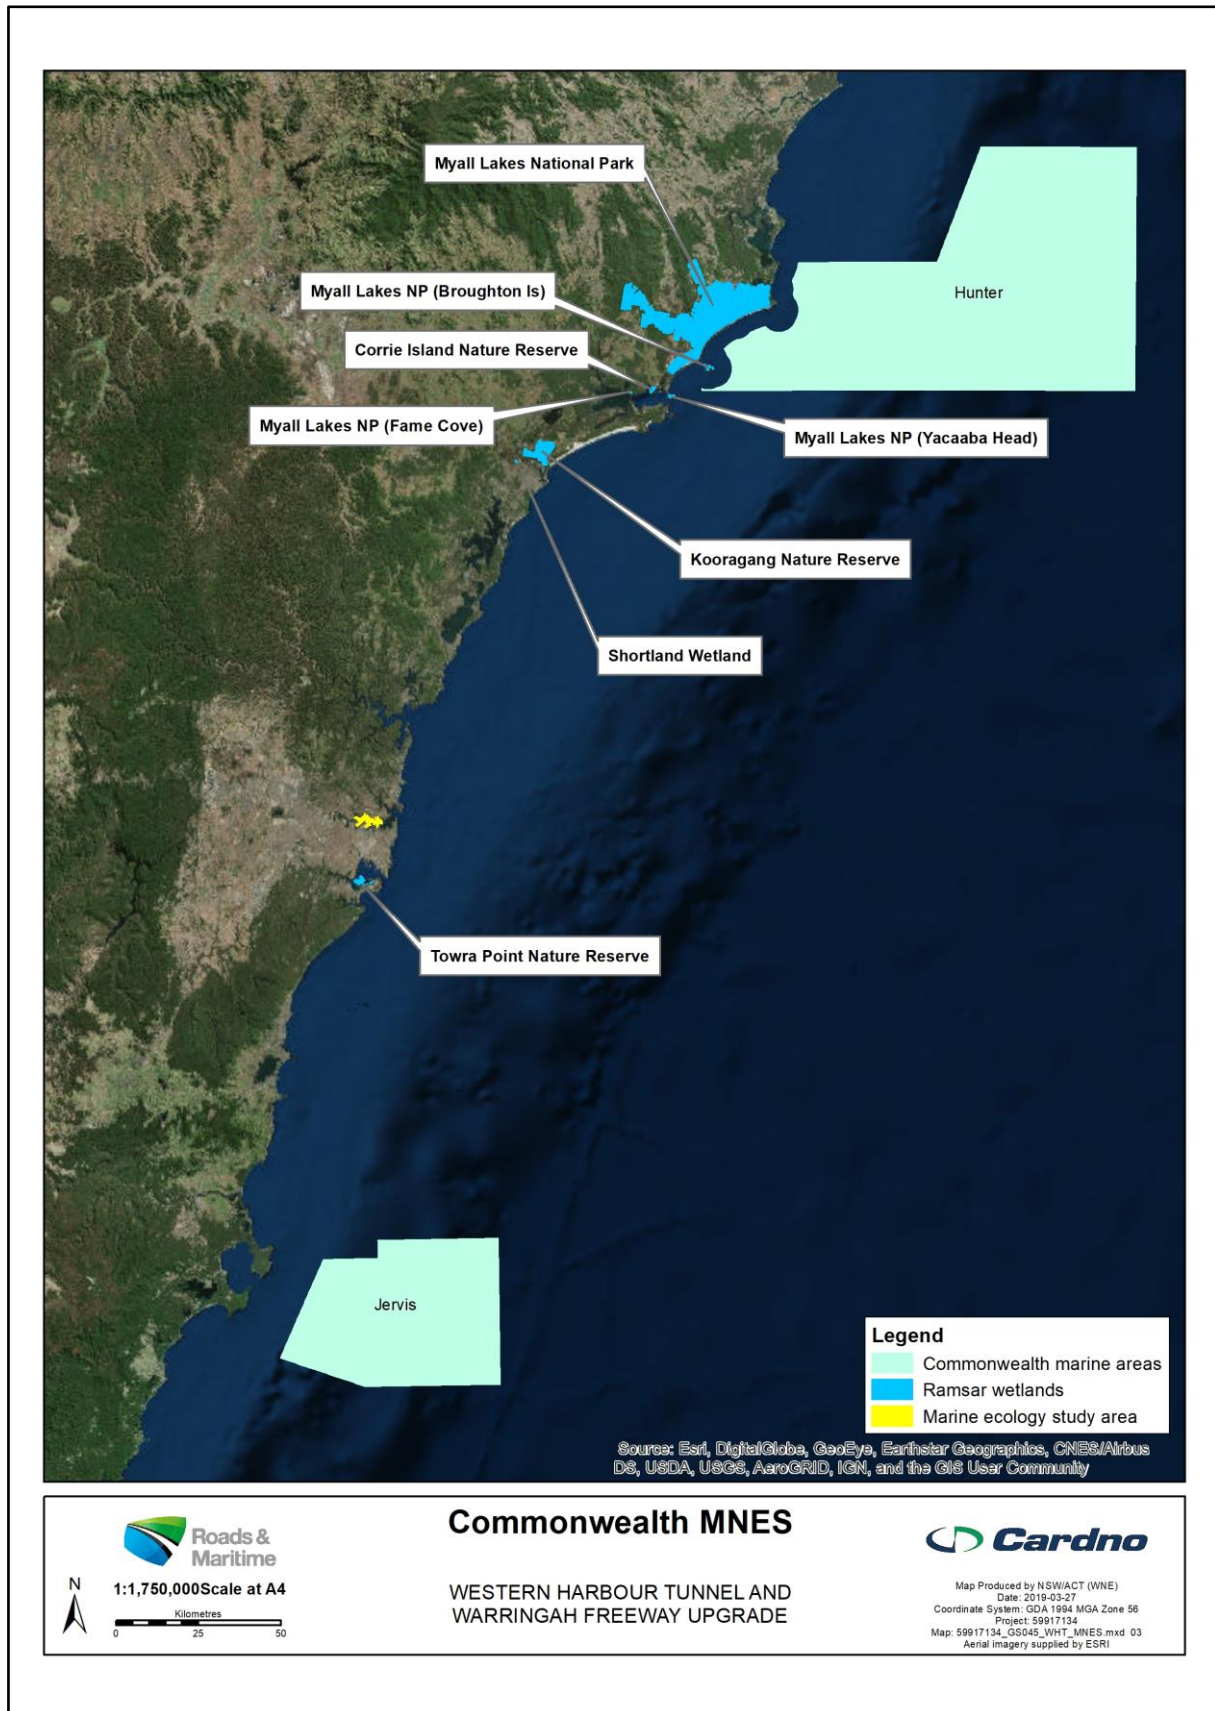 Myall Lakes National Park
Hunter
Myall Lakes NP (Broughton Is)
Corrie Island Nature Reserve
Myall Lakes NP (Fame Cove)
Myall Lakes NP (Yacaaba Head)
Kooragang Nature Reserve
Shortland Wetland
Towra Point Nature Reserve
Jervis
Legend
Commonwealth marine areas
Ramsar wetlands
Marine ecology study area
Source: Esri, DigitalGlobe, GeoEye, Earthstar Geographics, CNES/Airbus
DS, USDA, USGS, AeroGRID, IGN, and the GIS User Community
Roads &
Maritime
N
1:1,750,000Scale at A4
Kilometres
0 25 50
Commonwealth MNES
WESTERN HARBOUR TUNNEL AND
WARRINGAH FREEWAY UPGRADE
Cardno
Map Produced by NSW/ACT (WNE)
Date: 2019-03-27
Coordinate System: GDA 1994 MGA Zone 56
Project: 59917134
Map: 59917134_GS045_WHT_MNES.mxd 03
Aerial imagery supplied by ESRI